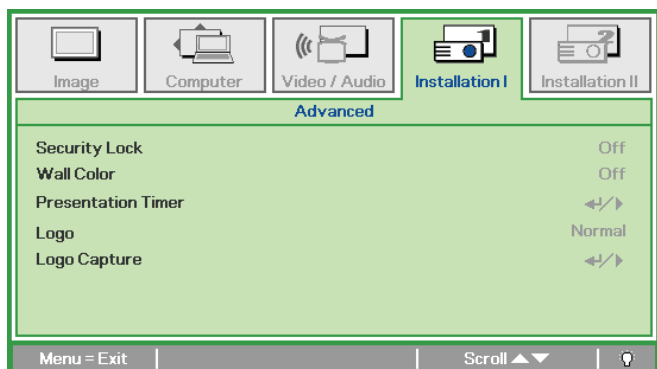 Image
Computer
Video / Audio
Installation I
Installation II
Advanced
Security Lock Off
Wall Color Off
Presentation Timer ↵/▶
Logo Normal
Logo Capture ↵/▶
Menu = Exit Scroll ▲▼